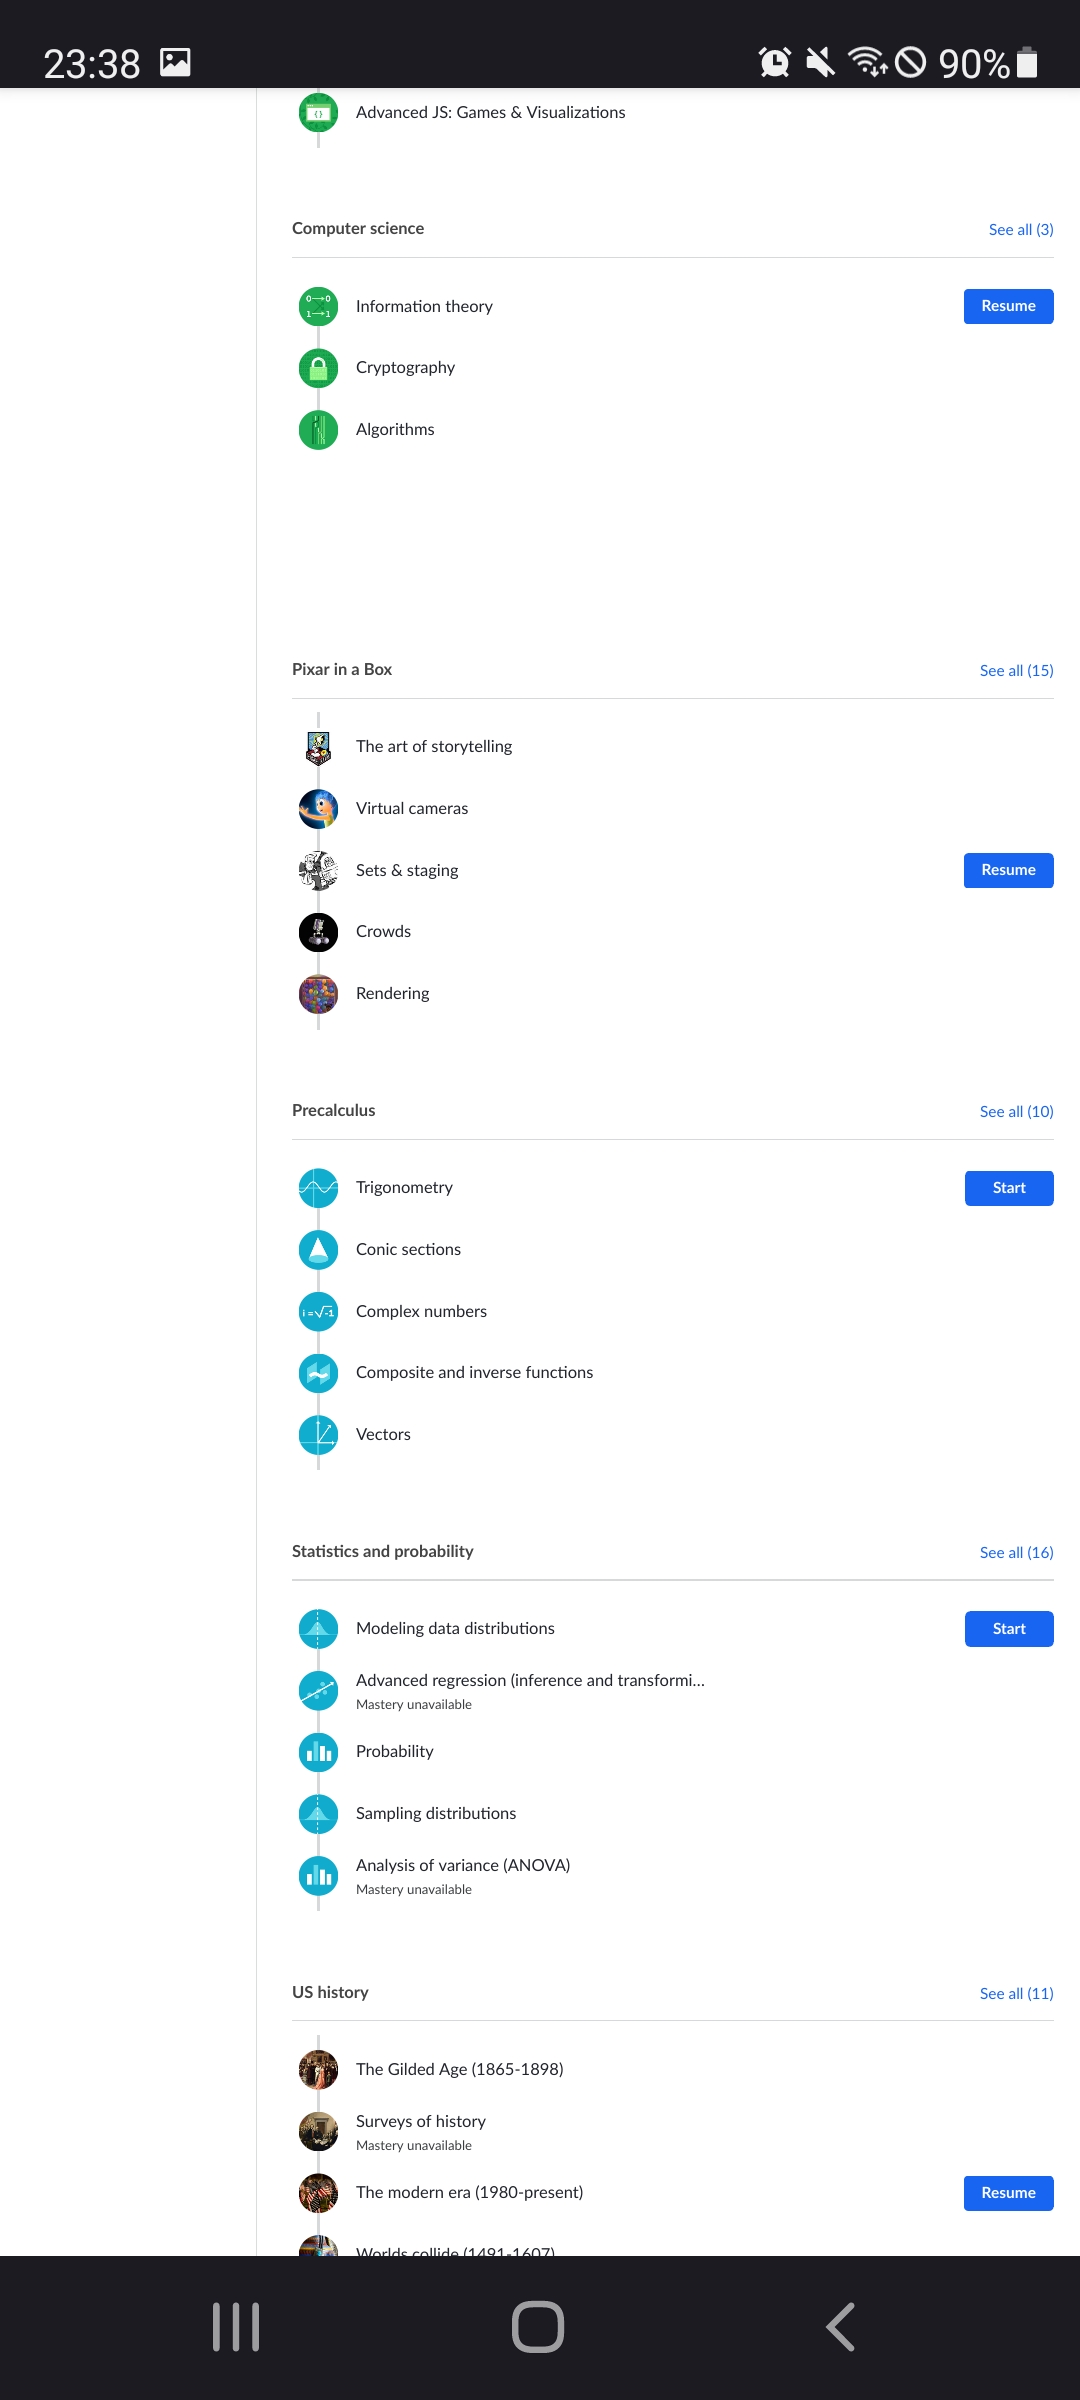 23:38
90%
Advanced JS: Games & Visualizations
Computer science
See all (3)
Information theory
Resume
Cryptography
Algorithms
Pixar in a Box
See all (15)
The art of storytelling
Virtual cameras
Sets & staging
Resume
Crowds
Rendering
Precalculus
See all (10)
Trigonometry
Start
Conic sections
i=√-1
Complex numbers
Composite and inverse functions
Vectors
Statistics and probability
See all (16)
Modeling data distributions
Start
Advanced regression (inference and transformi...
Mastery unavailable
Probability
Sampling distributions
Analysis of variance (ANOVA)
Mastery unavailable
US history
See all (11)
The Gilded Age (1865-1898)
Surveys of history
Mastery unavailable
The modern era (1980-present)
Resume
Worlds collide (1491-1607)